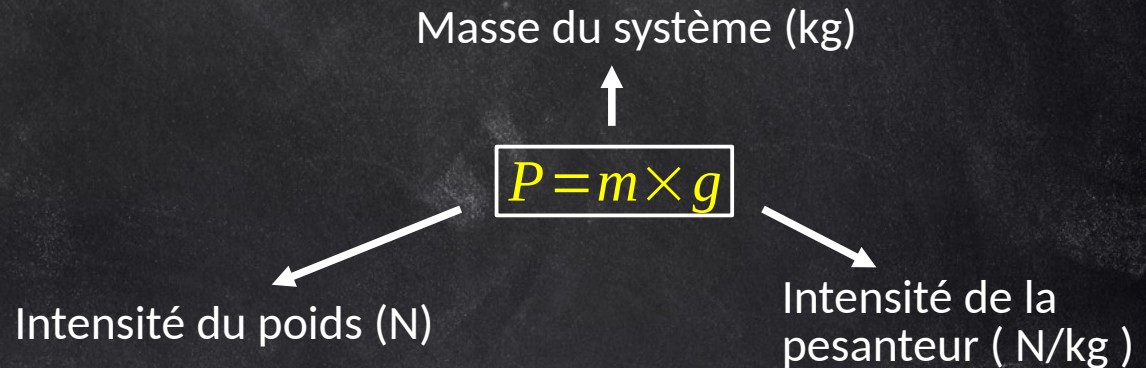 Masse du système (kg)
P=m×g
Intensité du poids (N)
Intensité de la
pesanteur ( N/kg )